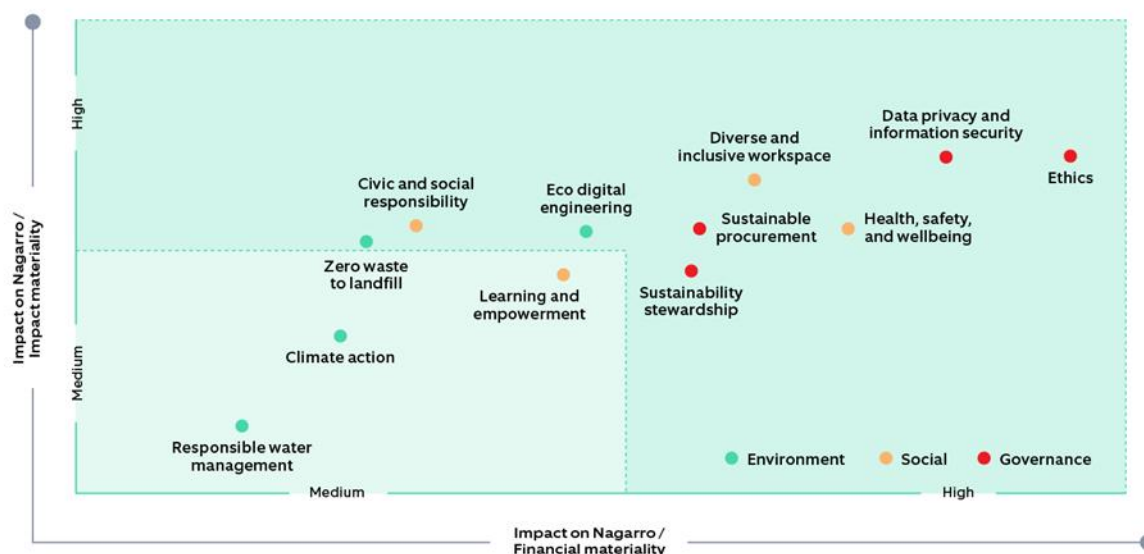 High
Medium
Impact on Nagarro /
Impact materiality
Data privacy and
information security
Ethics
Diverse and
inclusive workspace
Civic and social
responsibility
Eco digital
engineering
Sustainable
procurement
Health, safety,
and wellbeing
Zero waste
to landfill
Learning and
empowerment
Sustainability
stewardship
Climate action
Responsible water
management
Environment
Social
Governance
Medium
High
Impact on Nagarro /
Financial materiality